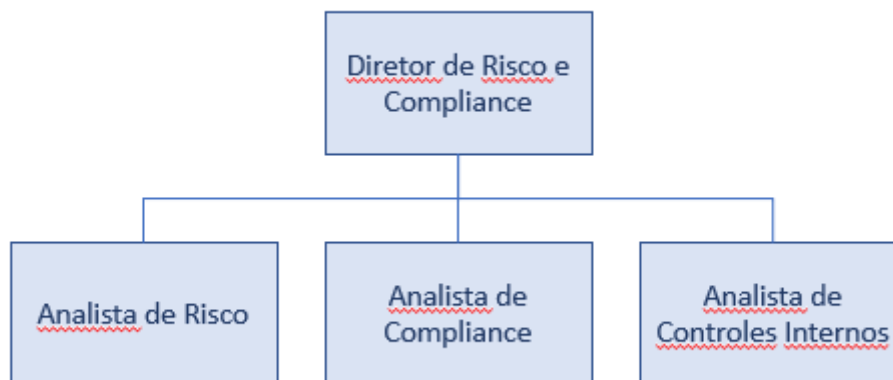 Diretor de Risco e
Compliance
Analista de Risco
Analista de
Compliance
Analista de
Controles Internos